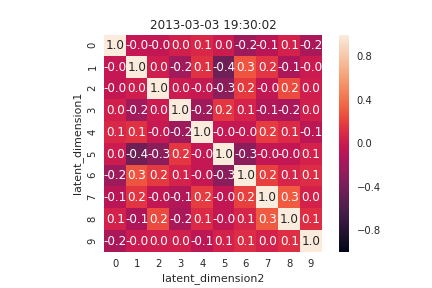 2013-03-03 19:30:02
0 1.0 -0.0 -0.0 0.0 0.1 0.0 -0.2 -0.1 0.1 -0.2
1 -0.0 1.0 0.0 -0.2 0.1 -0.4 0.3 0.2 -0.1 -0.0
2 -0.0 0.0 1.0 0.0 -0.0 -0.3 0.2 -0.0 0.2 0.0
3 0.0 -0.2 0.0 1.0 -0.2 0.2 0.1 -0.1 -0.2 0.0
4 0.1 0.1 -0.0 -0.2 1.0 -0.0 -0.0 0.2 0.1 -0.1
5 0.0 -0.4 -0.3 0.2 -0.0 1.0 -0.3 -0.0 -0.0 0.1
6 -0.2 0.3 0.2 0.1 -0.0 -0.3 1.0 0.2 0.1 0.1
7 -0.1 0.2 -0.0 -0.1 0.2 -0.0 0.2 1.0 0.3 0.0
8 0.1 -0.1 0.2 -0.2 0.1 -0.0 0.1 0.3 1.0 0.1
9 -0.2 -0.0 0.0 0.0 -0.1 0.1 0.1 0.0 0.1 1.0
0 1 2 3 4 5 6 7 8 9
latent_dimension2
latent_dimension1
0.8
0.4
0.0
-0.4
-0.8